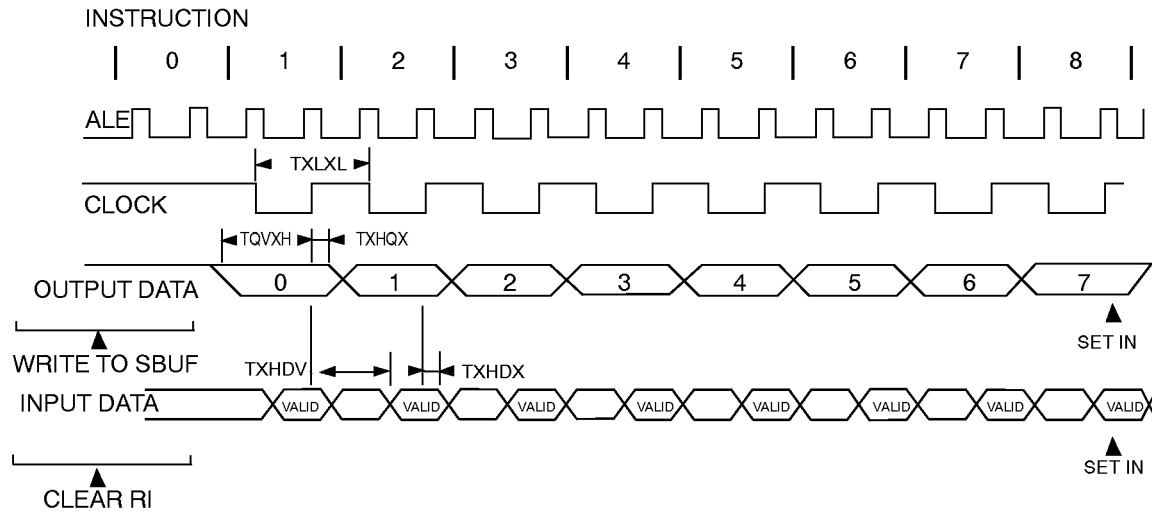 INSTRUCTION
0 1 2 3 4 5 6 7 8
ALE
TXLXL
CLOCK
TQVXH TXHQX
OUTPUT DATA 0 1 2 3 4 5 6 7
WRITE TO SBUF SET IN
TXHDV TXHDX
INPUT DATA VALID VALID VALID VALID VALID VALID VALID VALID
SET IN
CLEAR RI